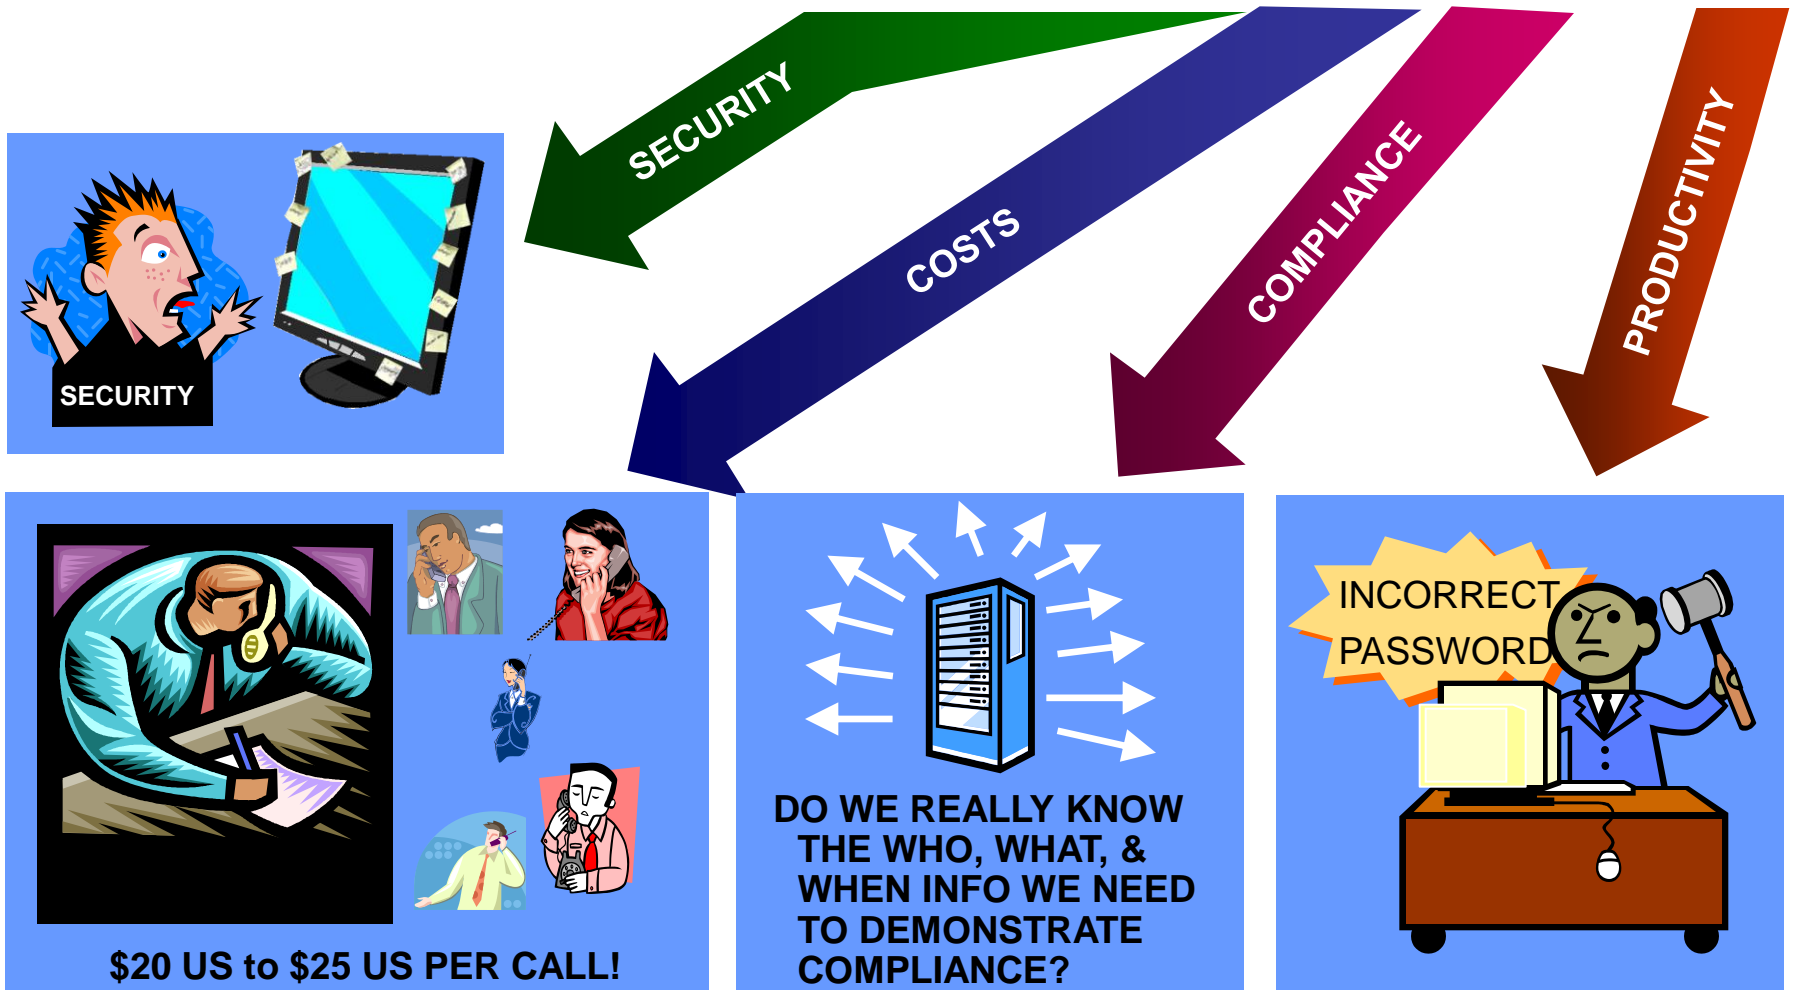 SECURITY
COSTS
COMPLIANCE
PRODUCTIVITY
SECURITY
$20 US to $25 US PER CALL!
DO WE REALLY KNOW
THE WHO, WHAT, &
WHEN INFO WE NEED
TO DEMONSTRATE
COMPLIANCE?
INCORRECT
PASSWORD